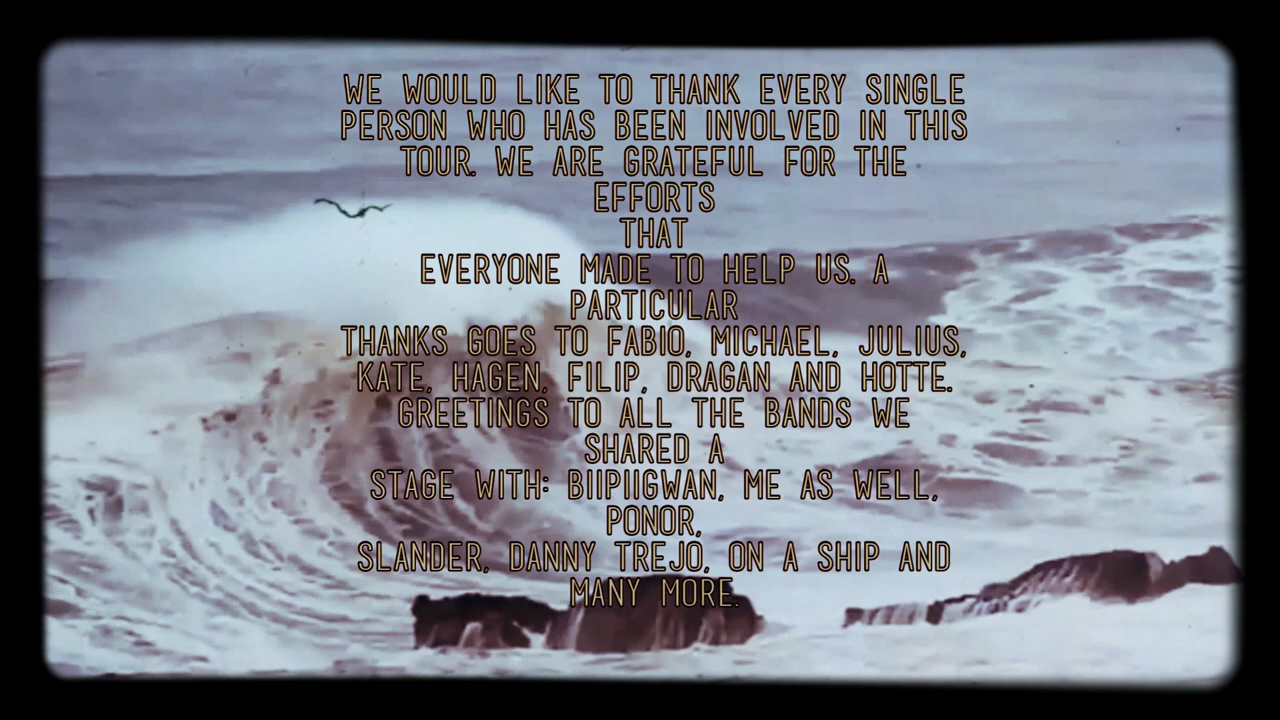 WE WOULD LIKE TO THANK EVERY SINGLE
PERSON WHO HAS BEEN INVOLVED IN THIS
TOUR. WE ARE GRATEFUL FOR THE
EFFORTS
THAT
EVERYONE MADE TO HELP US. A
PARTICULAR
THANKS GOES TO FABIO, MICHAEL, JULIUS,
KATE, HAGEN, FILIP, DRAGAN AND HOTTE.
GREETINGS TO ALL THE BANDS WE
SHARED A
STAGE WITH: BIIPIIGWAN, ME AS WELL,
PONOR,
SLANDER, DANNY TREJO, ON A SHIP AND
MANY MORE.